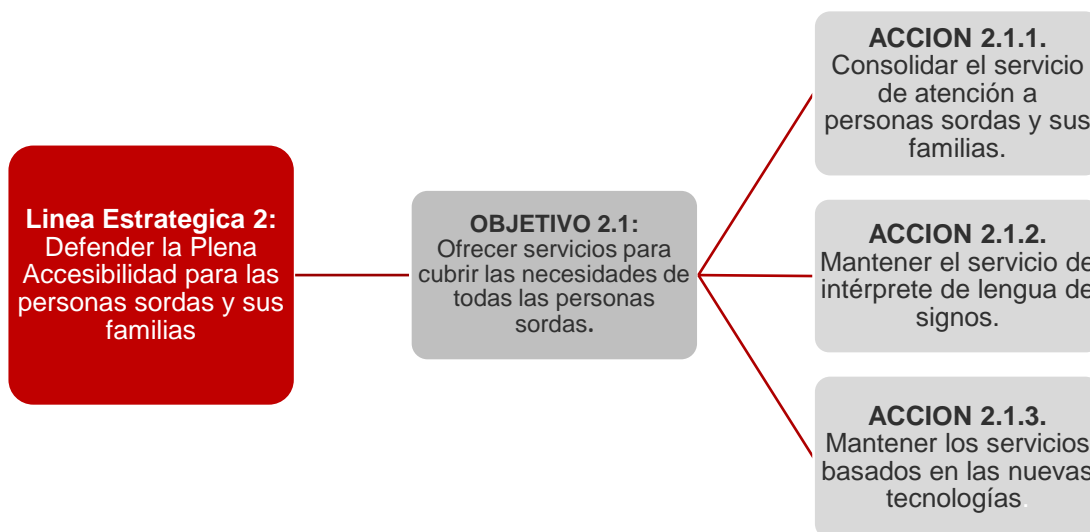 Linea Estrategica 2:
Defender la Plena
Accesibilidad para las
personas sordas y sus
familias
OBJETIVO 2.1:
Ofrecer servicios para
cubrir las necesidades de
todas las personas
sordas.
ACCION 2.1.1.
Consolidar el servicio
de atención a
personas sordas y sus
familias.
ACCION 2.1.2.
Mantener el servicio de
intérprete de lengua de
signos.
ACCION 2.1.3.
Mantener los servicios
basados en las nuevas
tecnologías.